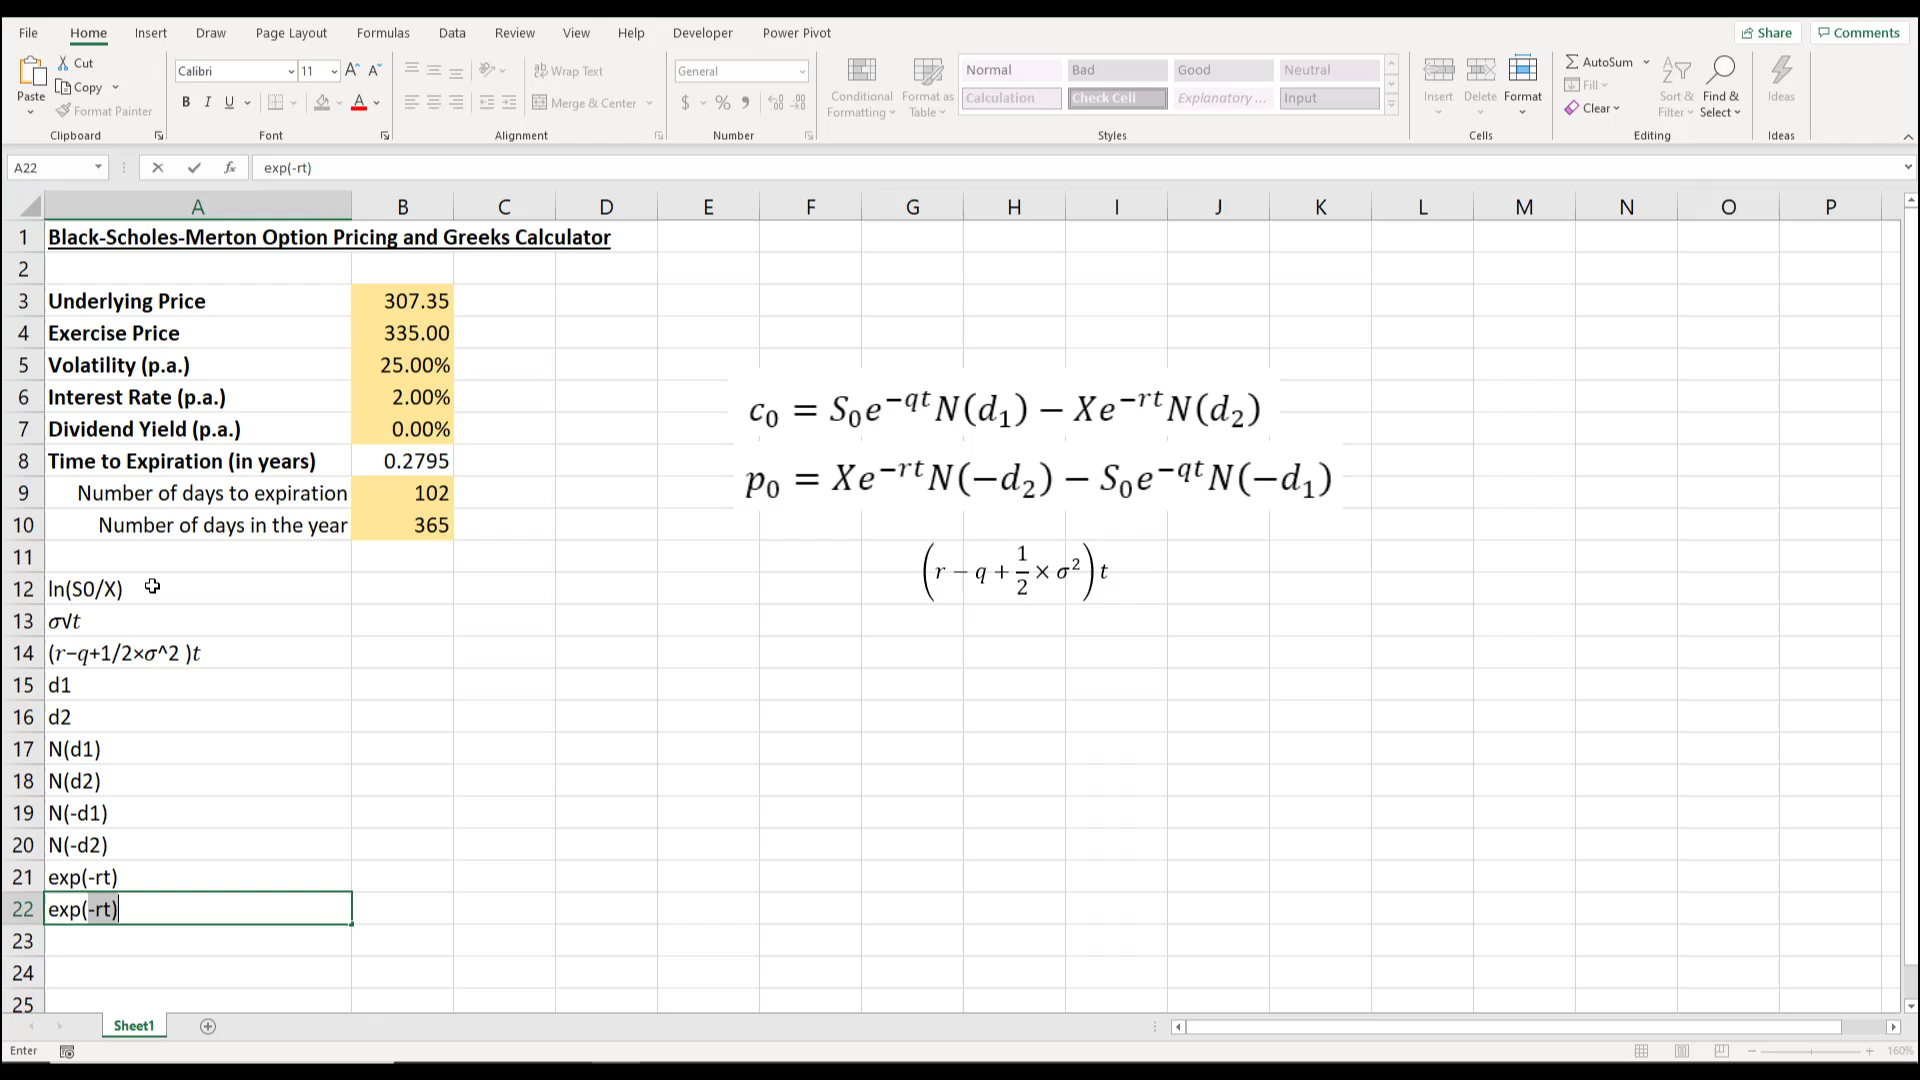 File Home Insert Draw Page Layout Formulas Data Review View Help Developer Power Pivot Share Comments
Paste Cut Copy Format Painter Clipboard
Calibri 11 A A B I U A Font
Wrap Text Merge & Center Alignment
General $ % Number
Conditional Formatting Format as Table
Normal Bad Good Neutral
Calculation Check Cell Explanatory ... Input
Styles
Insert Delete Format Cells
AutoSum Fill Clear Sort & Filter Find & Select Editing
Ideas Ideas
A22 fx exp(-rt)
A B C D E F G H I J K L M N O P
1 Black-Scholes-Merton Option Pricing and Greeks Calculator
2
3 Underlying Price 307.35
4 Exercise Price 335.00
5 Volatility (p.a.) 25.00%
6 Interest Rate (p.a.) 2.00%
7 Dividend Yield (p.a.) 0.00%
8 Time to Expiration (in years) 0.2795
9 Number of days to expiration 102
10 Number of days in the year 365
11
12 ln(S0/X)
13 σ√t
14 (r−q+1/2×σ^2 )t
15 d1
16 d2
17 N(d1)
18 N(d2)
19 N(-d1)
20 N(-d2)
21 exp(-rt)
22 exp(-rt)
23
24
25
c₀ = S₀e^{−qt}N(d₁) − Xe^{−rt}N(d₂)
p₀ = Xe^{−rt}N(−d₂) − S₀e^{−qt}N(−d₁)
(r − q + 1/2 × σ²) t
Sheet1
Enter 160%